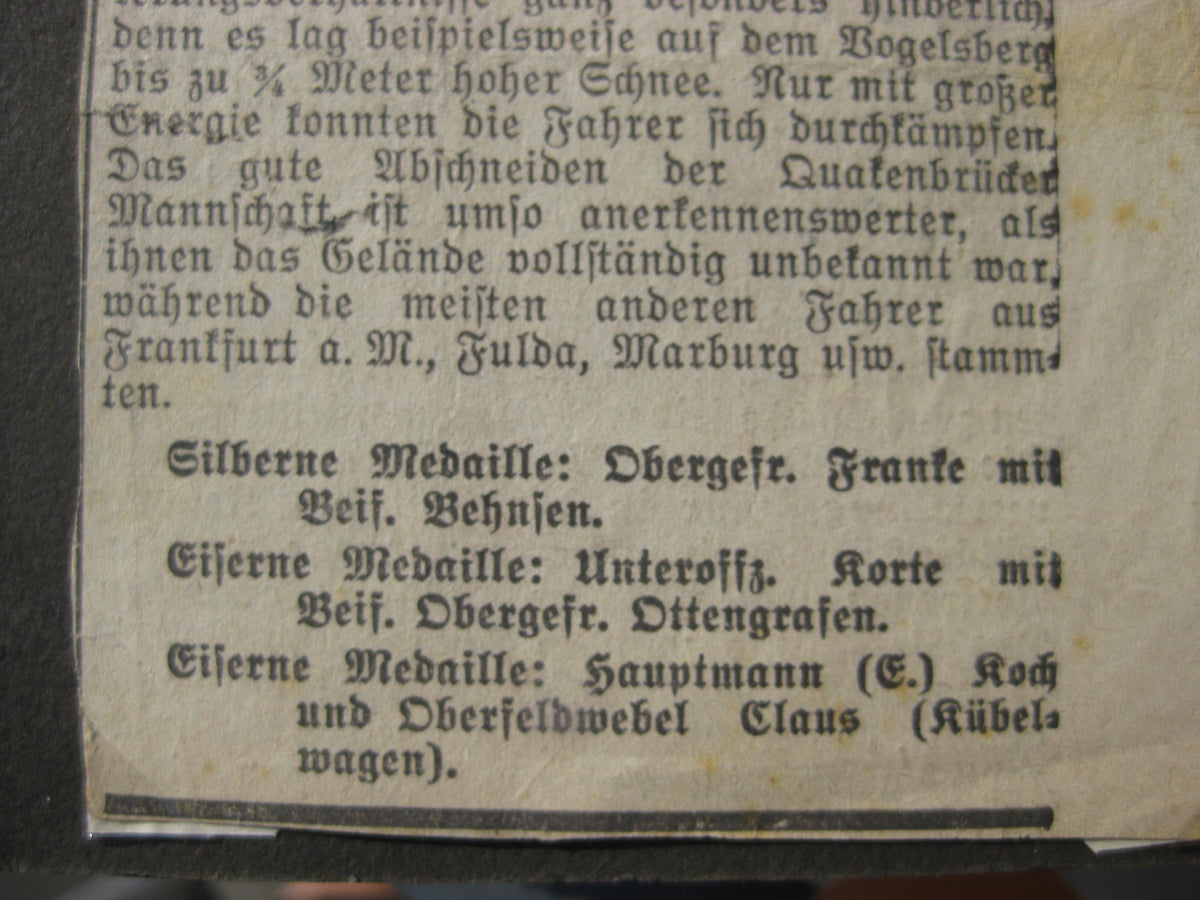 denn es lag beispielsweise auf dem Vogelsberg
bis zu ¾ Meter hoher Schnee. Nur mit großer
Energie konnten die Fahrer sich durchkämpfen.
Das gute Abschneiden der Quakenbrücker
Mannschaft ist umso anerkennenswerter, als
ihnen das Gelände vollständig unbekannt war,
während die meisten anderen Fahrer aus
Frankfurt a. M., Fulda, Marburg usw. stamm-
ten.
Silberne Medaille: Obergefr. Franke mit
Beif. Behnsen.
Eiserne Medaille: Unteroffz. Korte mit
Beif. Obergefr. Ottengrafen.
Eiserne Medaille: Hauptmann (E.) Koch
und Oberfeldwebel Claus (Kübel-
wagen).